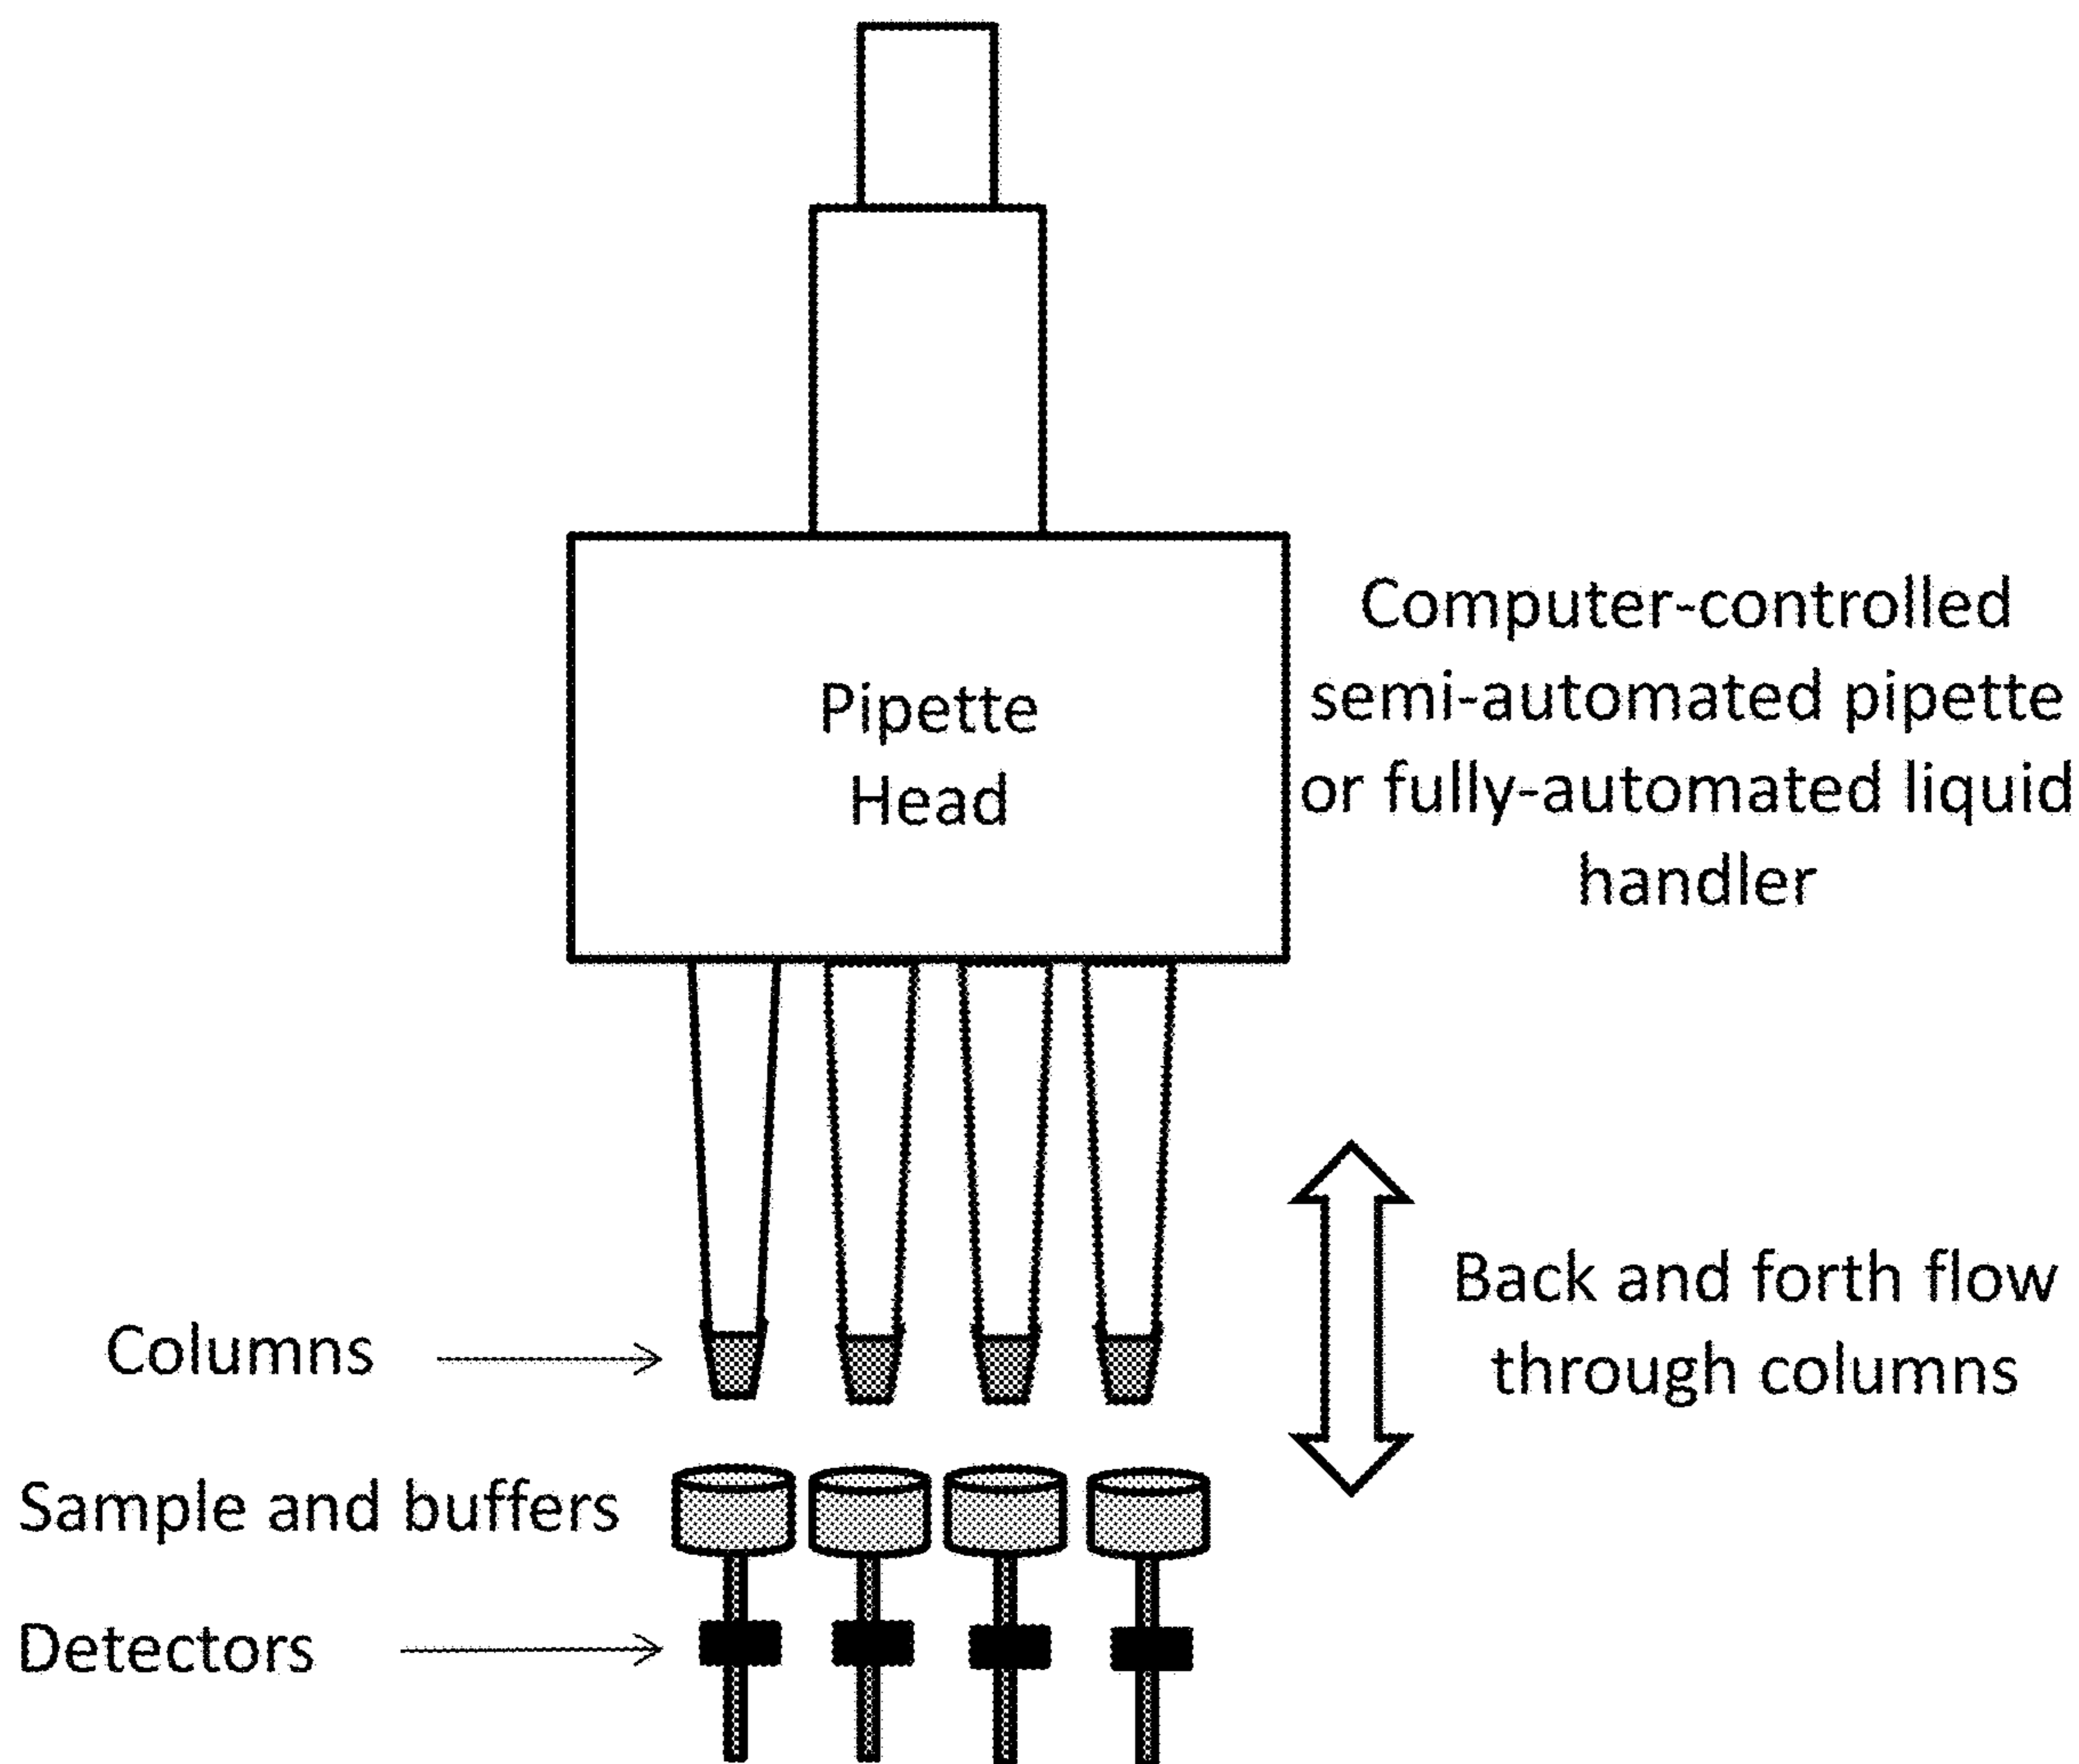 Pipette
Head
Computer-controlled
semi-automated pipette
or fully-automated liquid
handler
Columns
Back and forth flow
through columns
Sample and buffers
Detectors